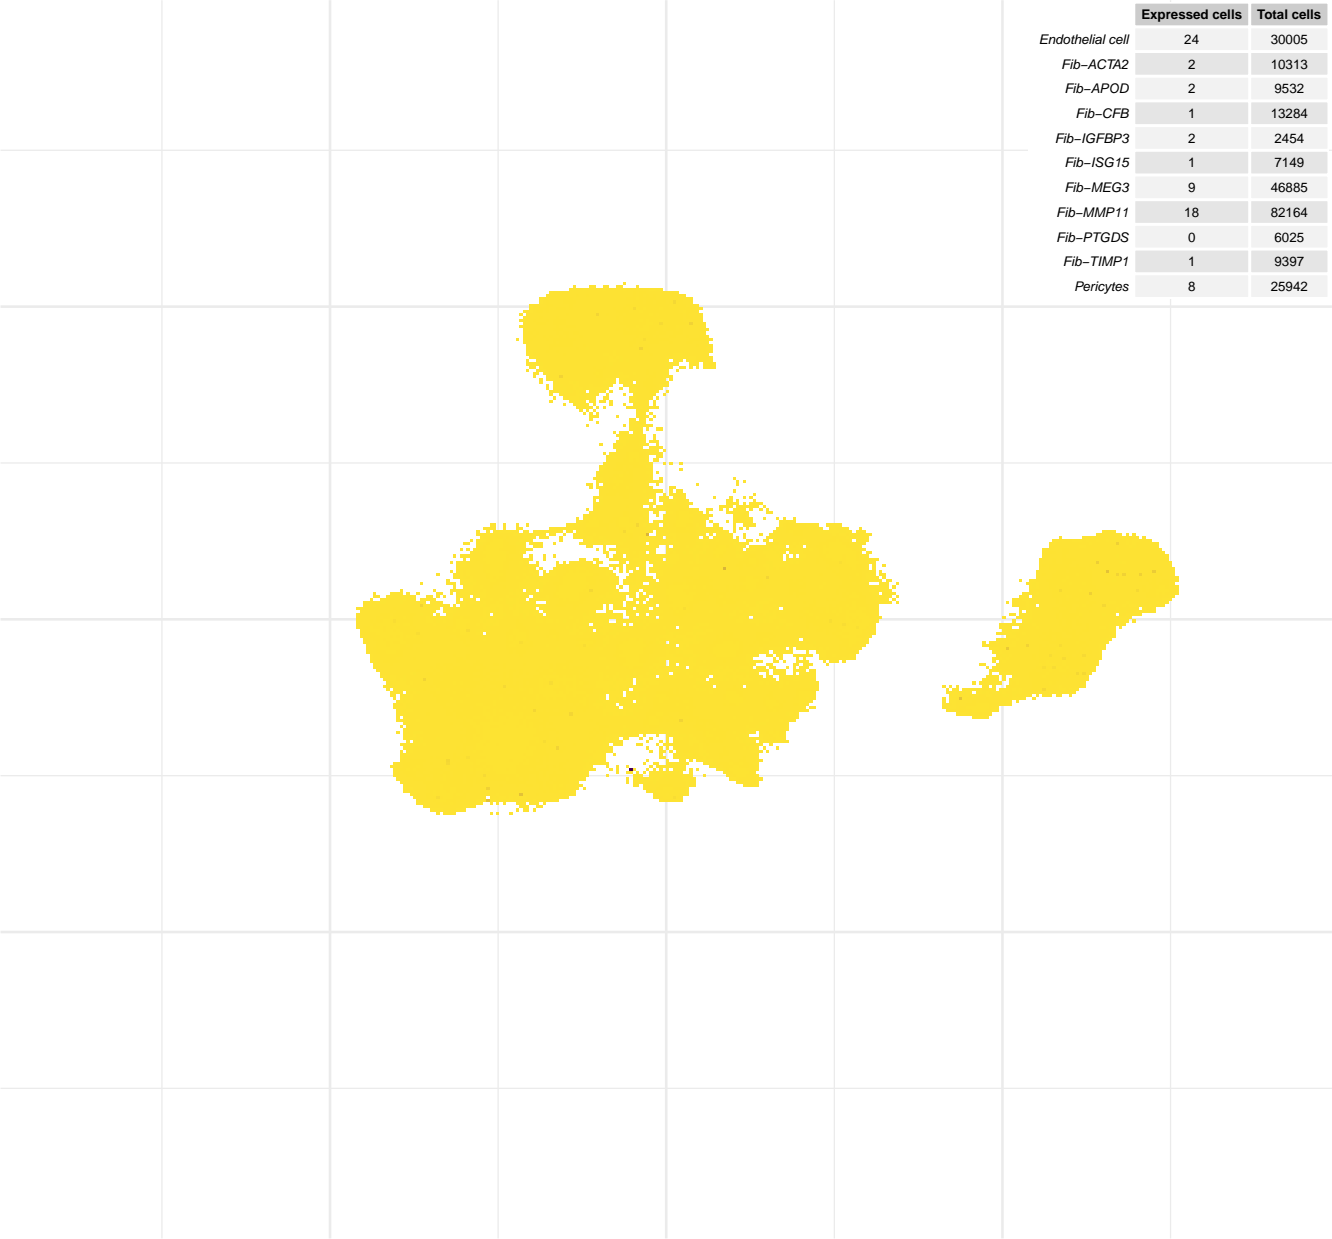 Expressed cells Total cells
Endothelial cell 24 30005
Fib−ACTA2 2 10313
Fib−APOD 2 9532
Fib−CFB 1 13284
Fib−IGFBP3 2 2454
Fib−ISG15 1 7149
Fib−MEG3 9 46885
Fib−MMP11 18 82164
Fib−PTGDS 0 6025
Fib−TIMP1 1 9397
Pericytes 8 25942